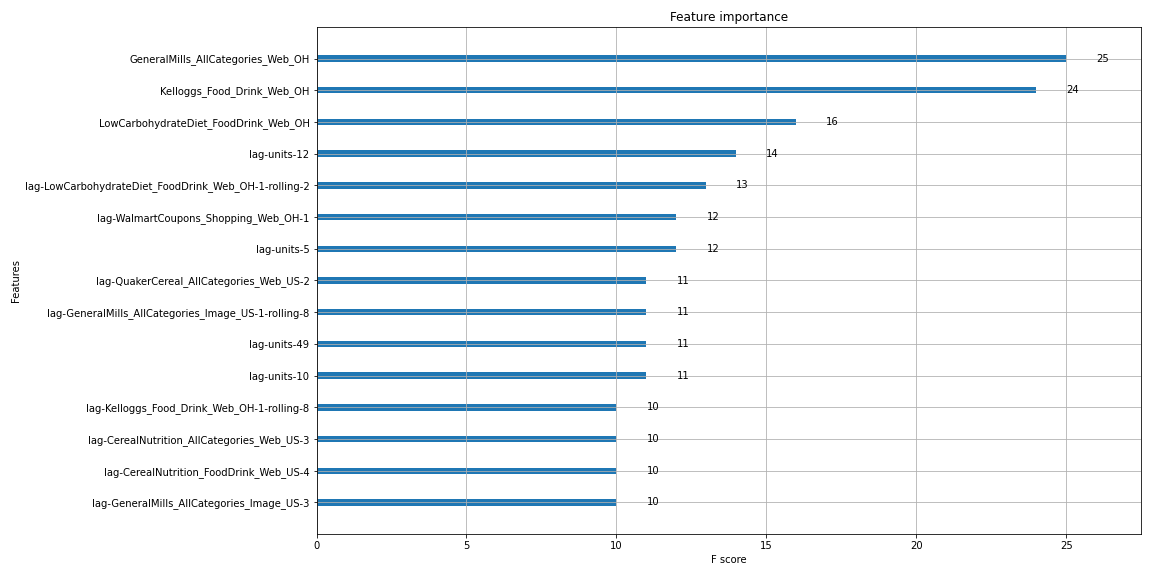 Feature importance
GeneralMills_AllCategories_Web_OH 25
Kelloggs_Food_Drink_Web_OH 24
LowCarbohydrateDiet_FoodDrink_Web_OH 16
lag-units-12 14
lag-LowCarbohydrateDiet_FoodDrink_Web_OH-1-rolling-2 13
lag-WalmartCoupons_Shopping_Web_OH-1 12
lag-units-5 12
lag-QuakerCereal_AllCategories_Web_US-2 11
lag-GeneralMills_AllCategories_Image_US-1-rolling-8 11
lag-units-49 11
lag-units-10 11
lag-Kelloggs_Food_Drink_Web_OH-1-rolling-8 10
lag-CerealNutrition_AllCategories_Web_US-3 10
lag-CerealNutrition_FoodDrink_Web_US-4 10
lag-GeneralMills_AllCategories_Image_US-3 10
Features
0 5 10 15 20 25
F score